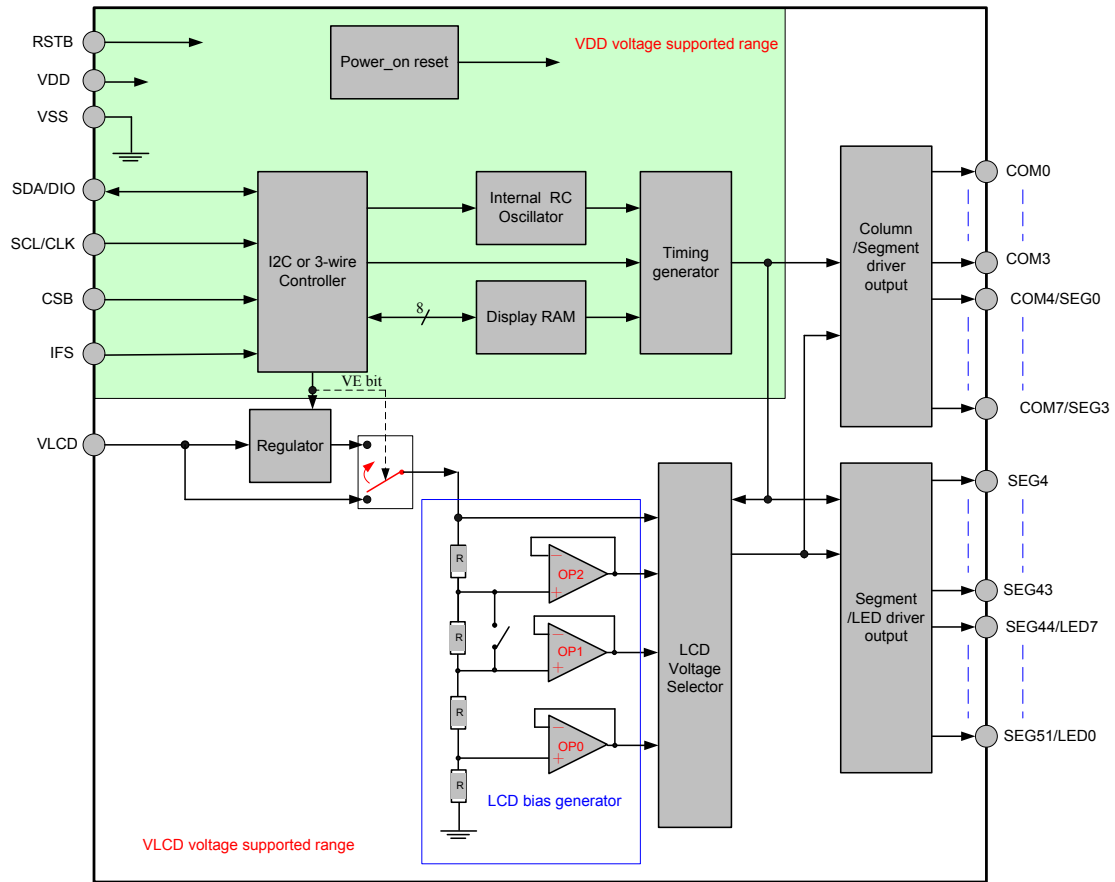 RSTB
VDD
VSS
SDA/DIO
SCL/CLK
CSB
IFS
VLCD
Power_on reset
VDD voltage supported range
I2C or 3-wire
Controller
Internal RC
Oscillator
8
Display RAM
Timing
generator
VE bit
Regulator
Column
/Segment
driver
output
COM0
COM3
COM4/SEG0
COM7/SEG3
R
R
R
R
OP2
OP1
OP0
−
+
−
+
−
+
LCD bias generator
LCD
Voltage
Selector
Segment
/LED driver
output
SEG4
SEG43
SEG44/LED7
SEG51/LED0
VLCD voltage supported range